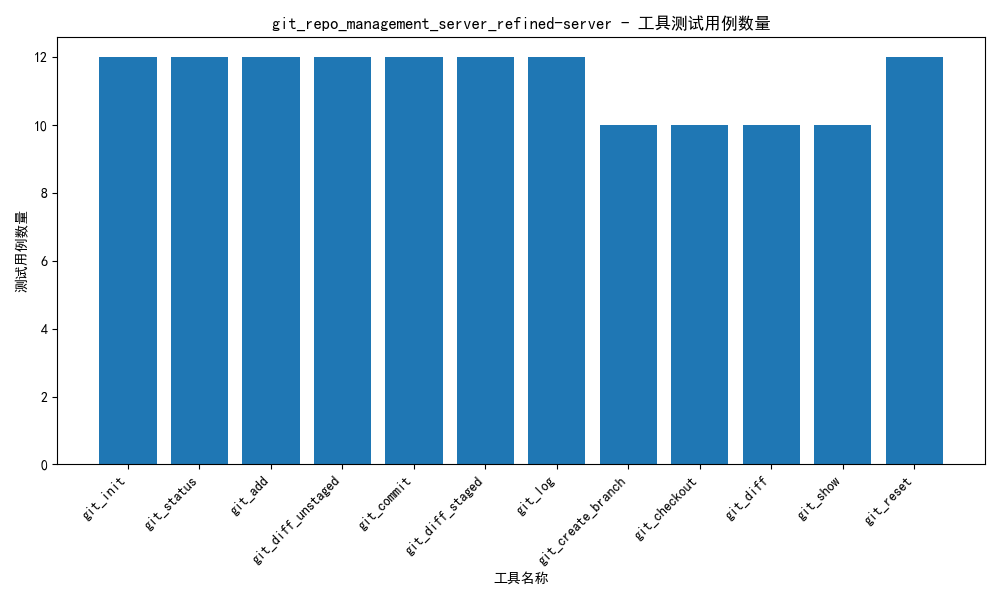 git_repo_management_server_refined-server - 工具测试用例数量
测试用例数量
12
10
8
6
4
2
0
git_init
git_status
git_add
git_diff_unstaged
git_commit
git_diff_staged
git_log
git_create_branch
git_checkout
git_diff
git_show
git_reset
工具名称